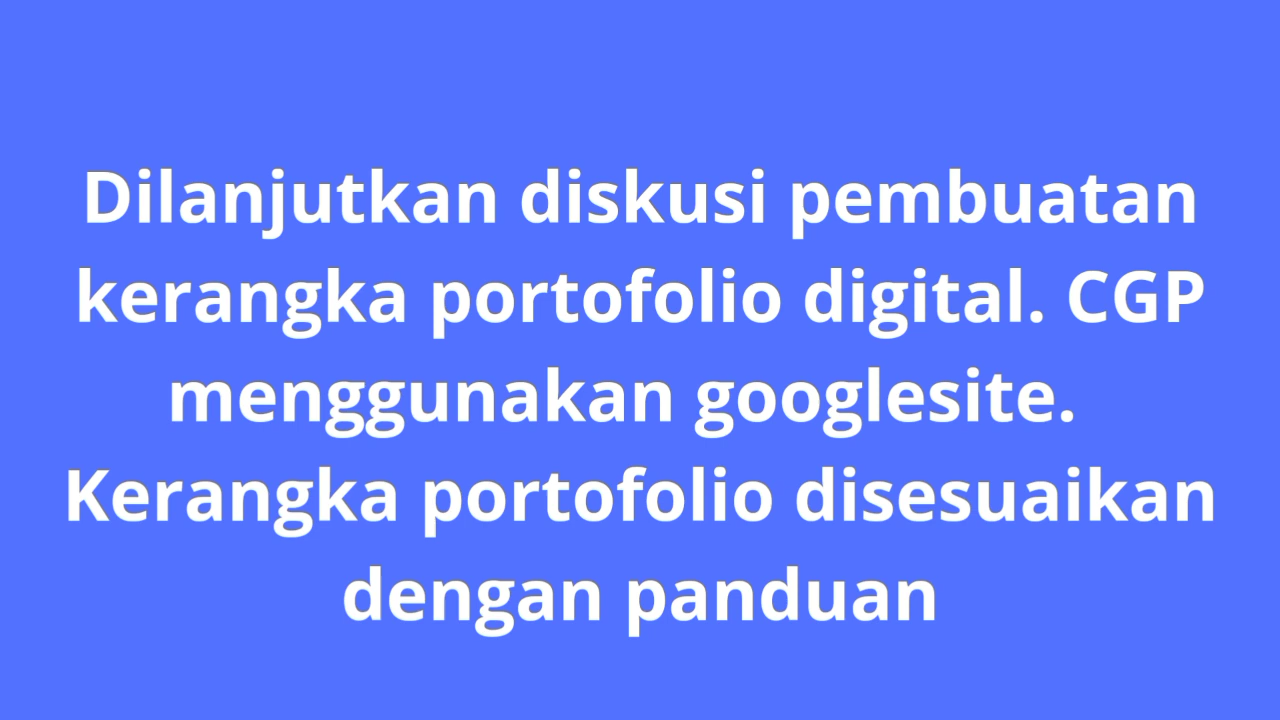 Dilanjutkan diskusi pembuatan
kerangka portofolio digital. CGP
menggunakan googlesite.
Kerangka portofolio disesuaikan
dengan panduan